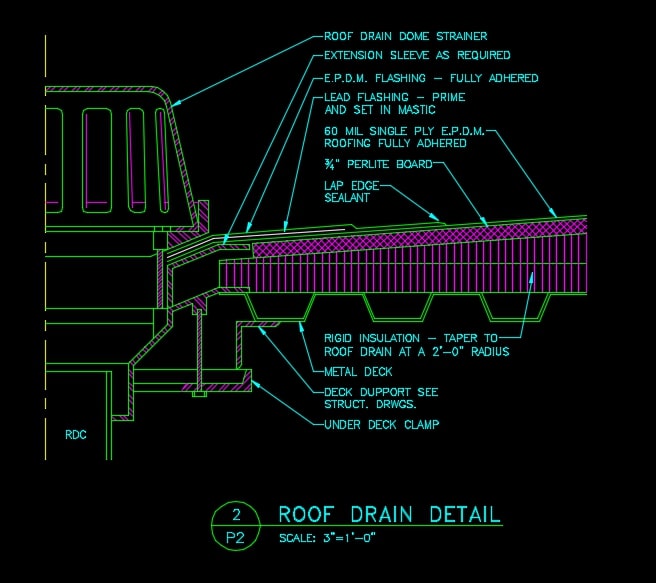 ROOF DRAIN DOME STRAINER
EXTENSION SLEEVE AS REQUIRED
E.P.D.M. FLASHING – FULLY ADHERED
LEAD FLASHING – PRIME
AND SET IN MASTIC
60 MIL SINGLE PLY E.P.D.M.
ROOFING FULLY ADHERED
¾" PERLITE BOARD
LAP EDGE
SEALANT
RIGID INSULATION – TAPER TO
ROOF DRAIN AT A 2'–0" RADIUS
METAL DECK
DECK DUPPORT SEE
STRUCT. DRWGS.
UNDER DECK CLAMP
RDC
2
P2
ROOF DRAIN DETAIL
SCALE: 3"=1'–0"